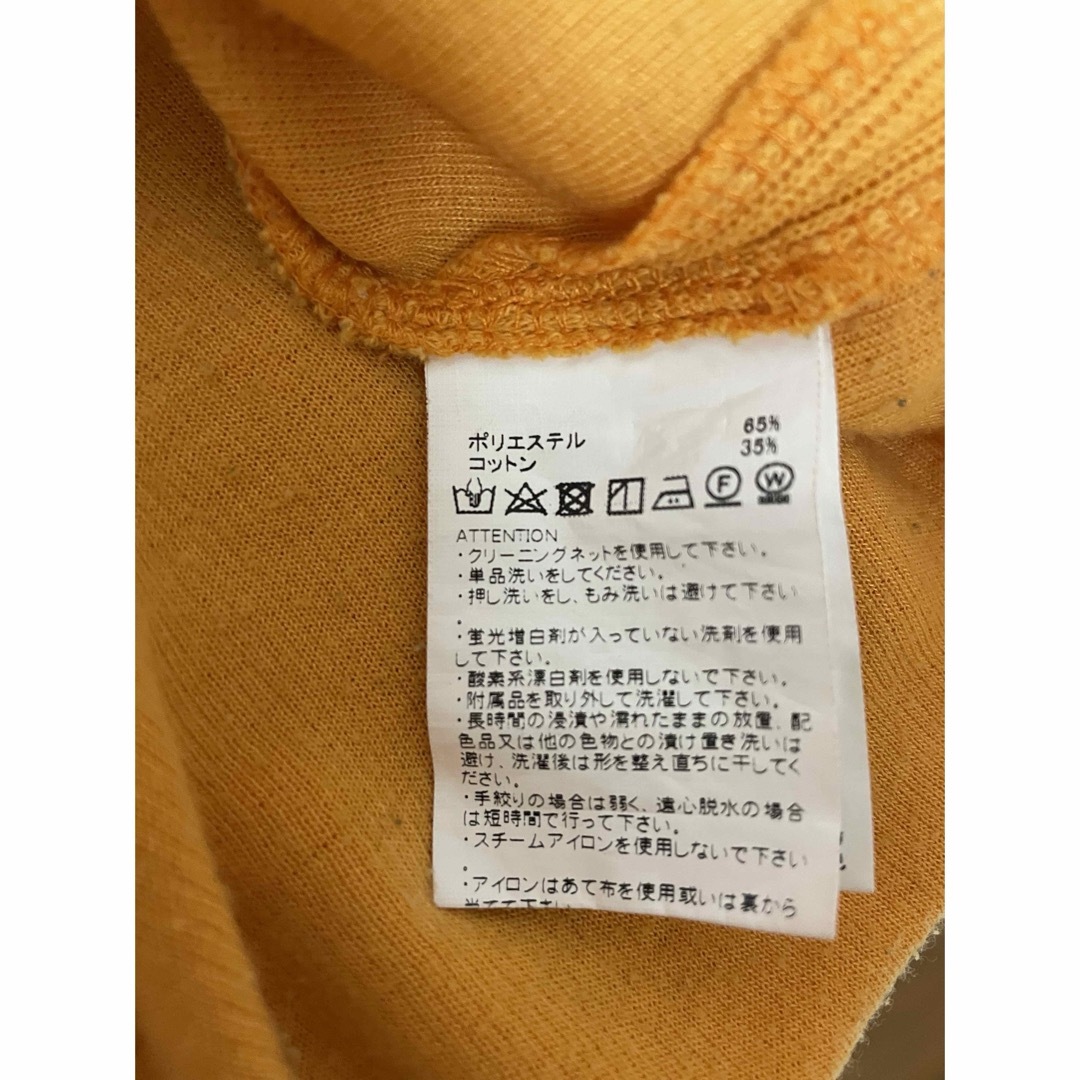 ポリエステル 65%
コットン 35%
F W
ATTENTION
・クリーニングネットを使用して下さい。
・単品洗いをしてください。
・押し洗いをし、もみ洗いは避けて下さい
。
・蛍光増白剤が入っていない洗剤を使用
して下さい。
・酸素系漂白剤を使用しないで下さい。
・附属品を取り外して洗濯して下さい。
・長時間の浸漬や濡れたままの放置、配
色品又は他の色物との漬け置き洗いは
避け、洗濯後は形を整え直ちに干してく
ださい。
・手絞りの場合は弱く、遠心脱水の場合
は短時間で行って下さい。
・スチームアイロンを使用しないで下さい
。
・アイロンはあて布を使用或いは裏から
当てて下さい